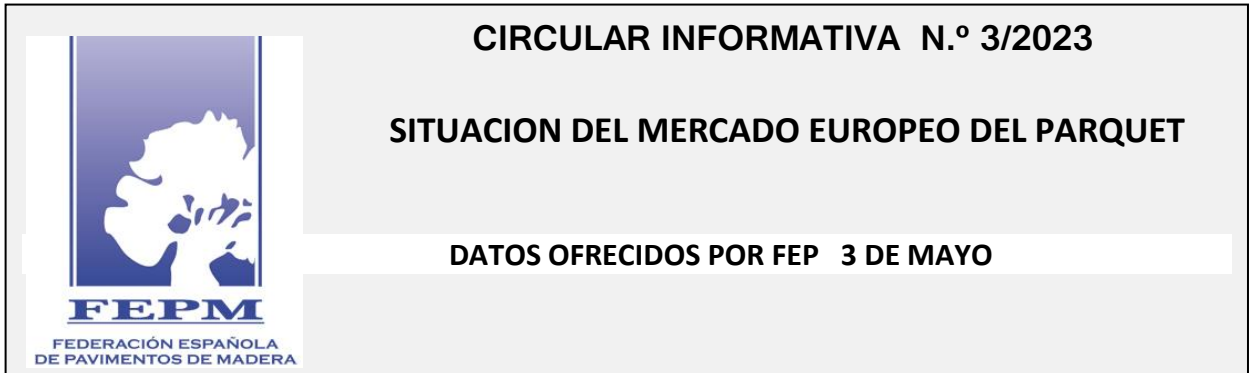 CIRCULAR INFORMATIVA N.º 3/2023
SITUACION DEL MERCADO EUROPEO DEL PARQUET
DATOS OFRECIDOS POR FEP 3 DE MAYO
FEPM
FEDERACIÓN ESPAÑOLA
DE PAVIMENTOS DE MADERA